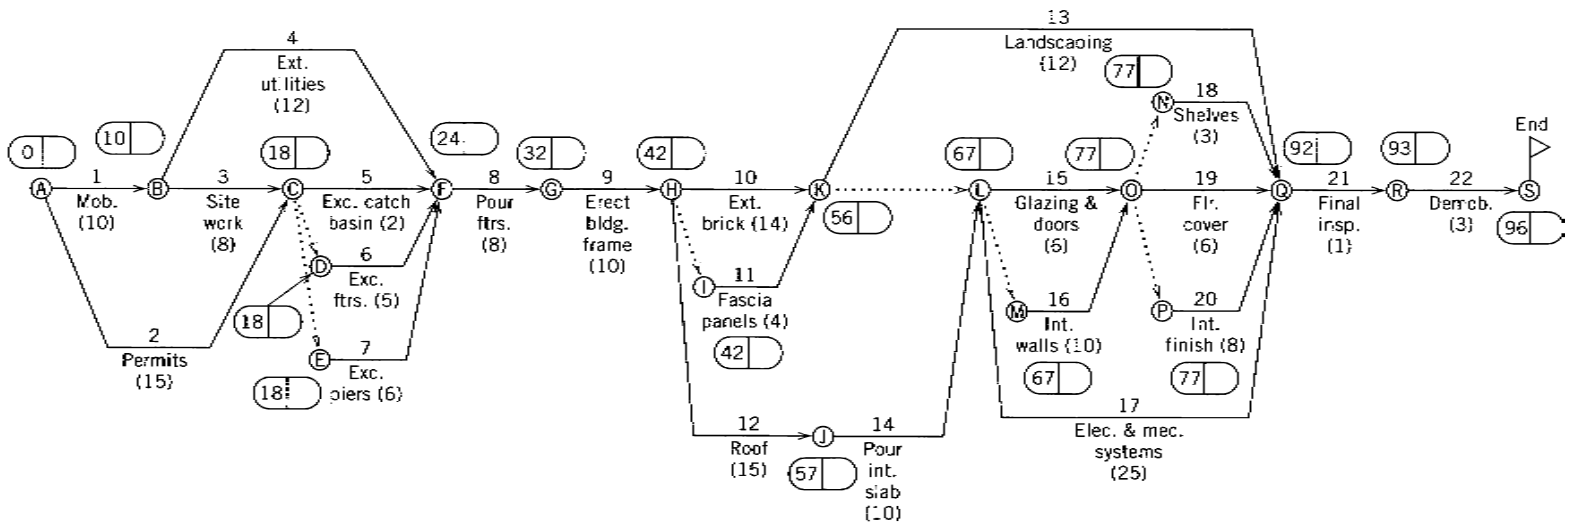 13
Landscaping
(12)
4
Ext.
utilities
(12)
77
N
18
Shelves
(3)
End
0
10
18
24
32
42
67
77
92
93
A
1
Mob.
(10)
B
3
Site
work
(8)
C
5
Exc. catch
basin (2)
F
8
Pour
ftrs.
(8)
G
9
Erect
bldg.
frame
(10)
H
10
Ext.
brick (14)
K
56
L
15
Glazing &
doors
(6)
O
19
Flr.
cover
(6)
Q
21
Final
insp.
(1)
R
22
Demob.
(3)
S
96
D
6
Exc.
ftrs. (5)
18
I
11
Fascia
panels (4)
42
M
16
Int.
walls (10)
67
P
20
Int.
finish (8)
77
2
Permits
(15)
E
7
Exc.
piers (6)
18
12
Roof
(15)
J
57
14
Pour
int.
slab
(10)
17
Elec. & mec.
systems
(25)